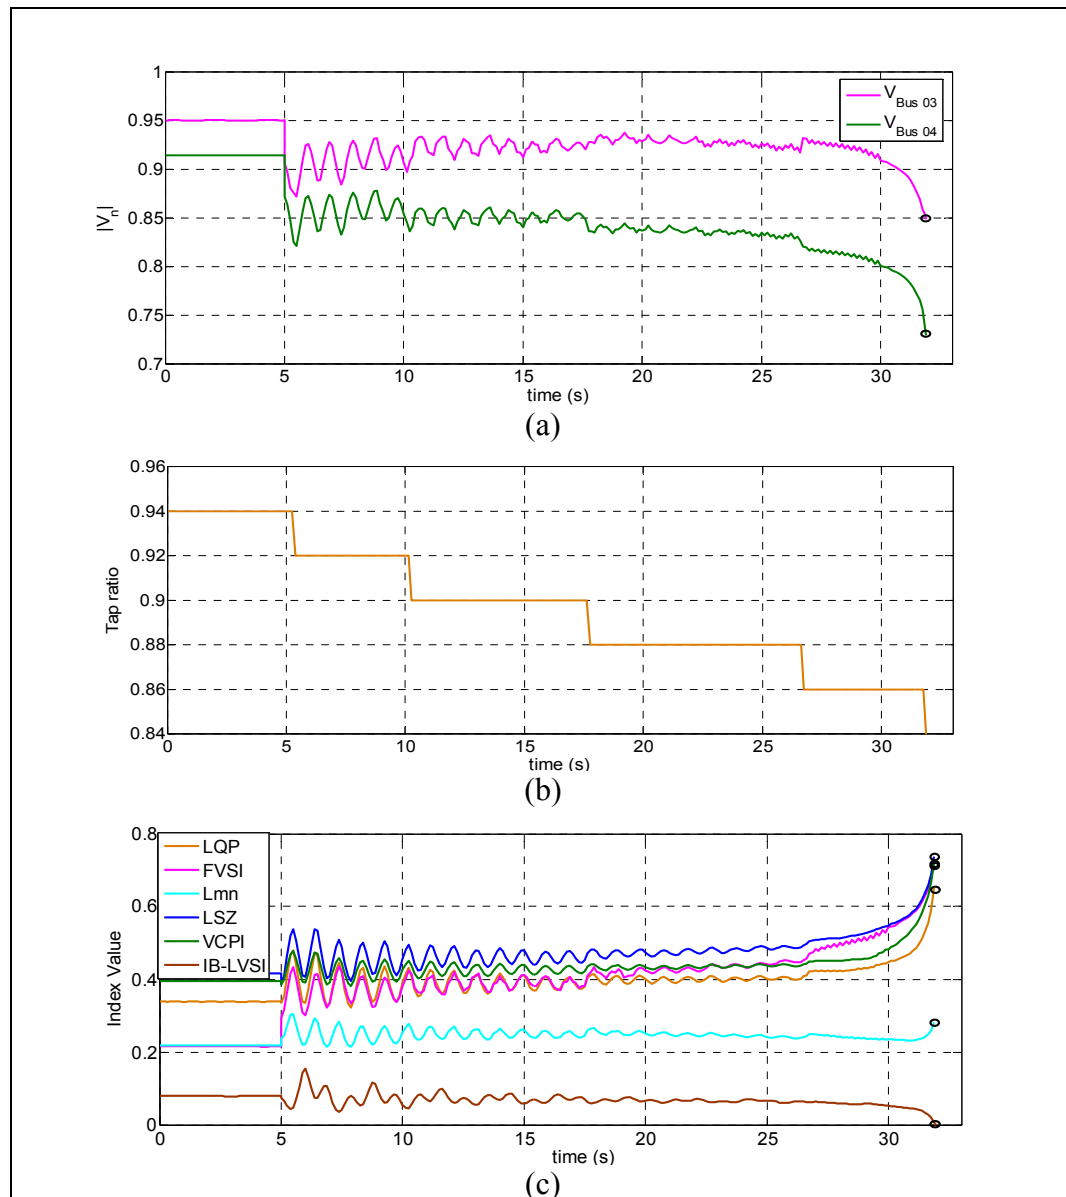 1
0.95
0.9
0.85
0.8
0.75
0.7
|V_n|
V_Bus 03
V_Bus 04
0 5 10 15 20 25 30
time (s)
(a)
0.96
0.94
0.92
0.9
0.88
0.86
0.84
Tap ratio
0 5 10 15 20 25 30
time (s)
(b)
0.8
0.6
0.4
0.2
0
Index Value
LQP
FVSI
Lmn
LSZ
VCPI
IB-LVSI
0 5 10 15 20 25 30
time (s)
(c)